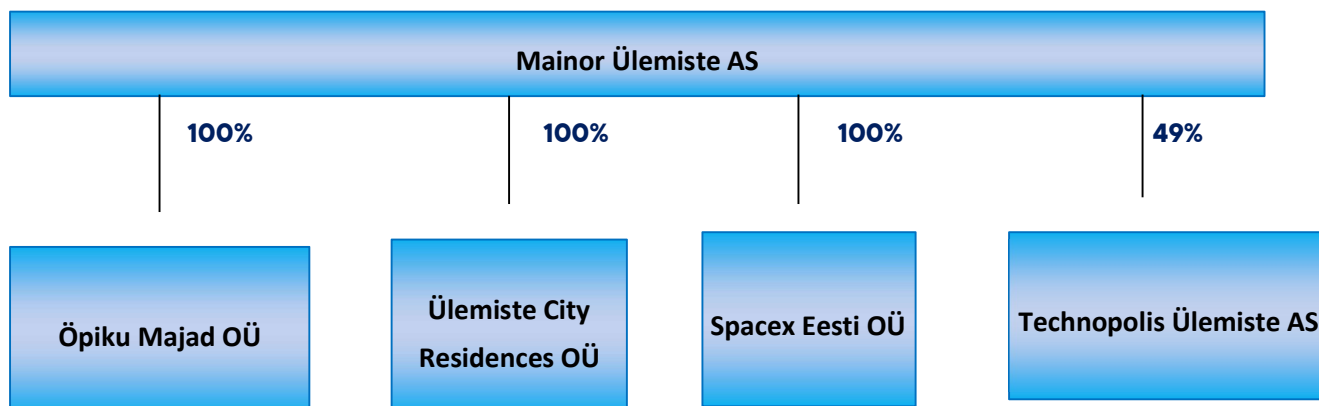 Mainor Ülemiste AS
100%
100%
100%
49%
Öpiku Majad OÜ
Ülemiste City
Residences OÜ
Spacex Eesti OÜ
Technopolis Ülemiste AS